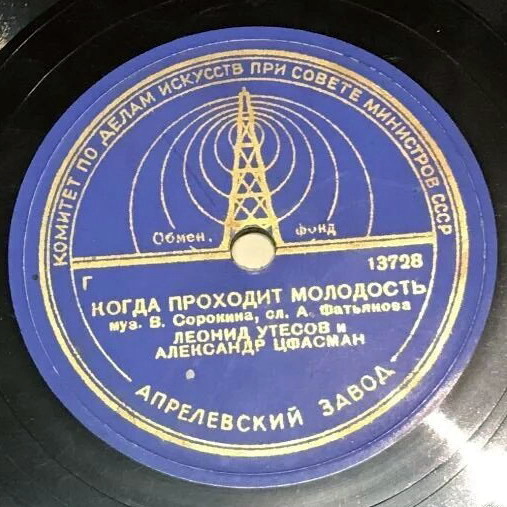 КОМИТЕТ ПО ДЕЛАМ ИСКУССТВ ПРИ СОВЕТЕ МИНИСТРОВ СССР
Обмен. фонд
Г 13728
КОГДА ПРОХОДИТ МОЛОДОСТЬ
муз. В. Сорокина, сл. А. Фатьянова
ЛЕОНИД УТЕСОВ и
АЛЕКСАНДР ЦФАСМАН
АПРЕЛЕВСКИЙ ЗАВОД